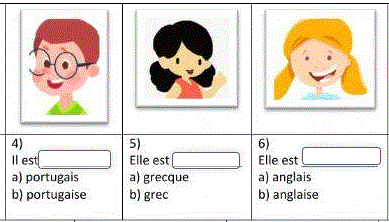 4)
Il est
a) portugais
b) portugaise
5)
Elle est
a) grecque
b) grec
6)
Elle est
a) anglais
b) anglaise